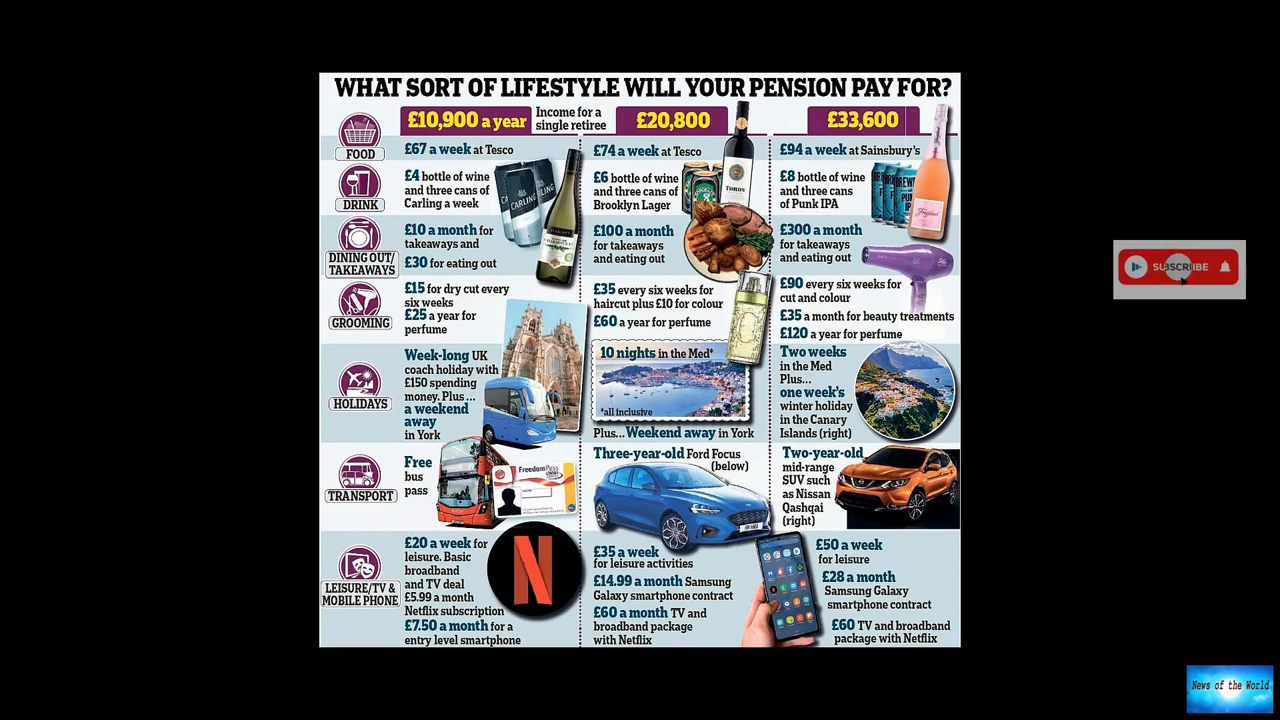 WHAT SORT OF LIFESTYLE WILL YOUR PENSION PAY FOR?
£10,900 a year
Income for a
single retiree
£20,800
£33,600
FOOD
£67 a week at Tesco
£74 a week at Tesco
£94 a week at Sainsbury's
DRINK
£4 bottle of wine
and three cans of
Carling a week
CARLING
CARLING
£6 bottle of wine
and three cans of
Brooklyn Lager
TOROS
£8 bottle of wine
and three cans
of Punk IPA
DINING OUT/
TAKEAWAYS
£10 a month for
takeaways and
£30 for eating out
£100 a month
for takeaways
and eating out
£300 a month
for takeaways
and eating out
GROOMING
£15 for dry cut every
six weeks
£25 a year for
perfume
£35 every six weeks for
haircut plus £10 for colour
£60 a year for perfume
£90 every six weeks for
cut and colour
£35 a month for beauty treatments
£120 a year for perfume
HOLIDAYS
Week-long UK
coach holiday with
£150 spending
money. Plus ...
a weekend
away
in York
10 nights in the Med*
*all inclusive
Plus... Weekend away in York
Two weeks
in the Med
Plus...
one week's
winter holiday
in the Canary
Islands (right)
TRANSPORT
Free
bus
pass
FreedomPass
Three-year-old Ford Focus
(below)
Two-year-old
mid-range
SUV such
as Nissan
Qashqai
(right)
LEISURE/TV &
MOBILE PHONE
£20 a week for
leisure. Basic
broadband
and TV deal
£5.99 a month
Netflix subscription
£7.50 a month for a
entry level smartphone
N
£35 a week
for leisure activities
£14.99 a month Samsung
Galaxy smartphone contract
£60 a month TV and
broadband package
with Netflix
£50 a week
for leisure
£28 a month
Samsung Galaxy
smartphone contract
£60 TV and broadband
package with Netflix
SUBSCRIBE
News of the World